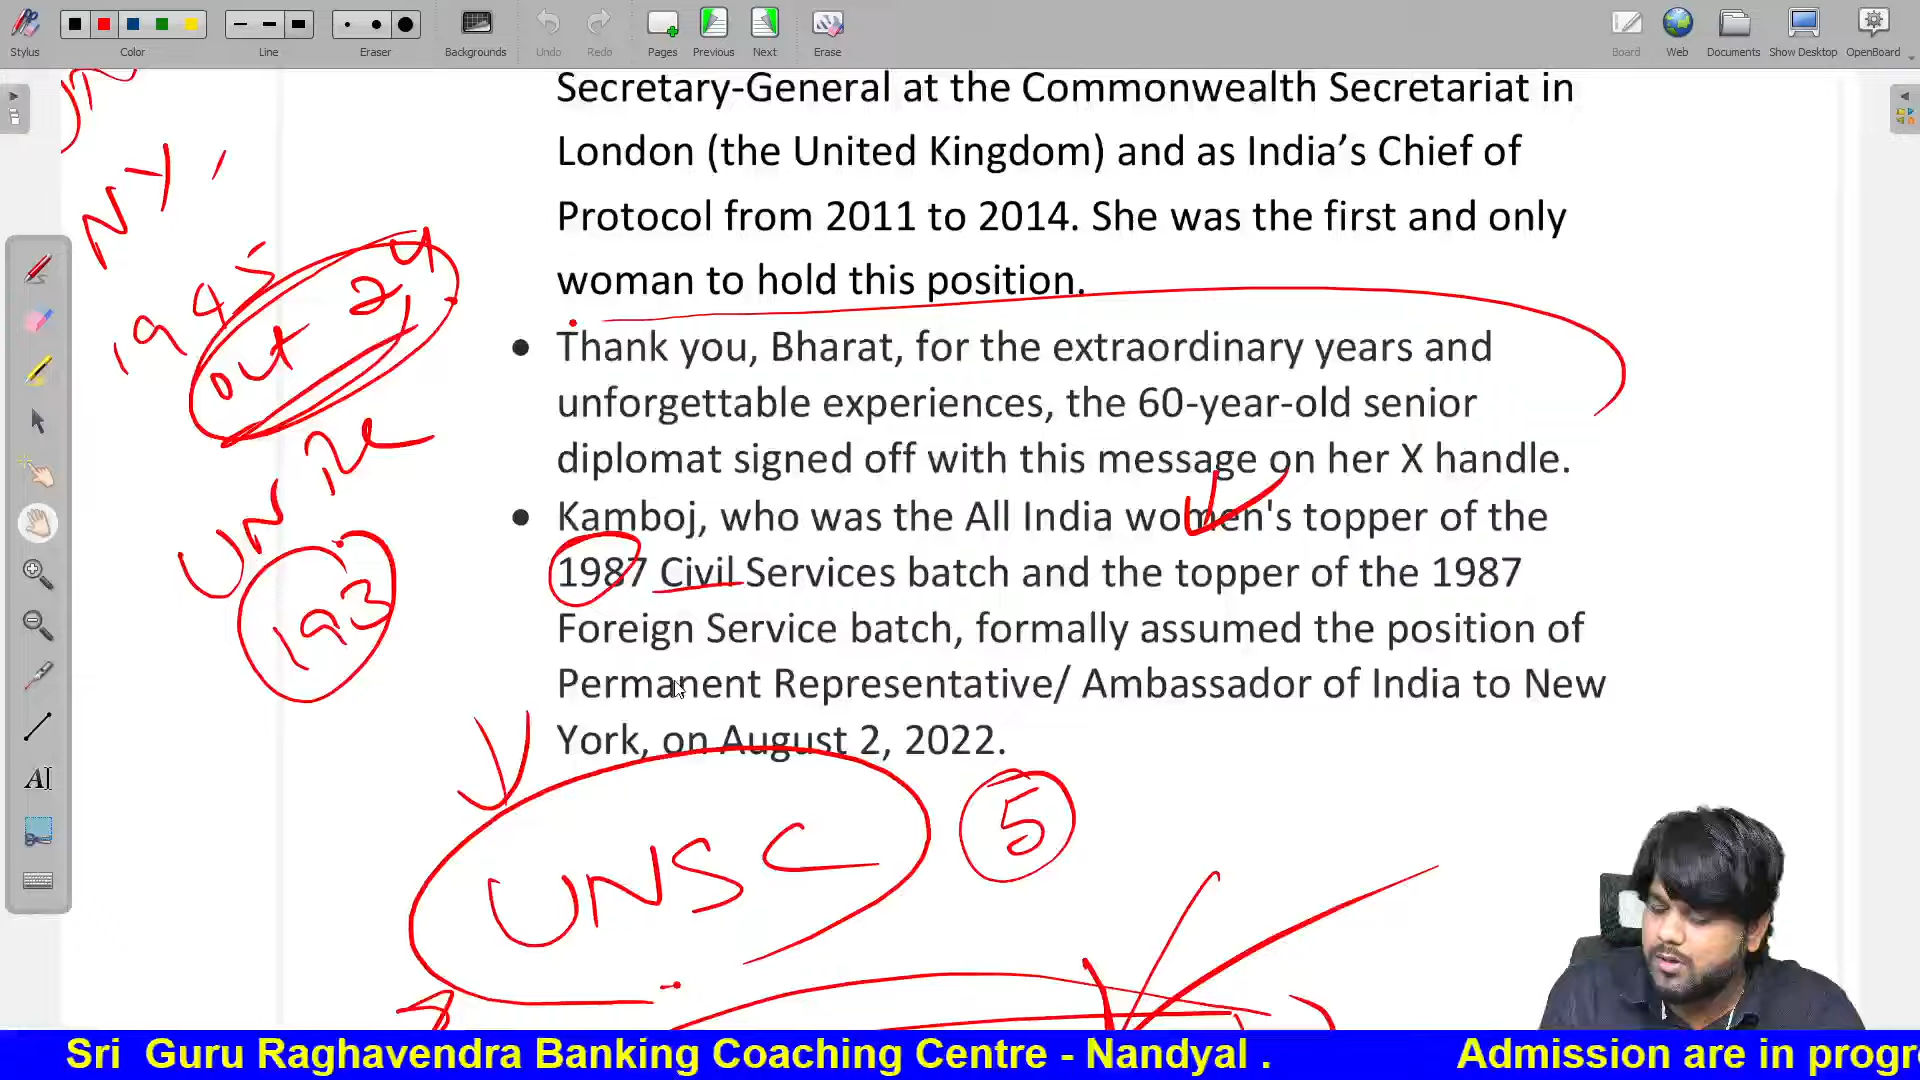 Stylus
Color
Line
Eraser
Backgrounds
Undo
Redo
Pages
Previous
Next
Erase
Board
Web
Documents
Show Desktop
OpenBoard
Secretary-General at the Commonwealth Secretariat in
London (the United Kingdom) and as India’s Chief of
Protocol from 2011 to 2014. She was the first and only
woman to hold this position.
Thank you, Bharat, for the extraordinary years and
unforgettable experiences, the 60-year-old senior
diplomat signed off with this message on her X handle.
Kamboj, who was the All India women's topper of the
1987 Civil Services batch and the topper of the 1987
Foreign Service batch, formally assumed the position of
Permanent Representative/ Ambassador of India to New
York, on August 2, 2022.
NY
1945
out 24
193
UNSC
5
Sri Guru Raghavendra Banking Coaching Centre - Nandyal .
Admission are in progr